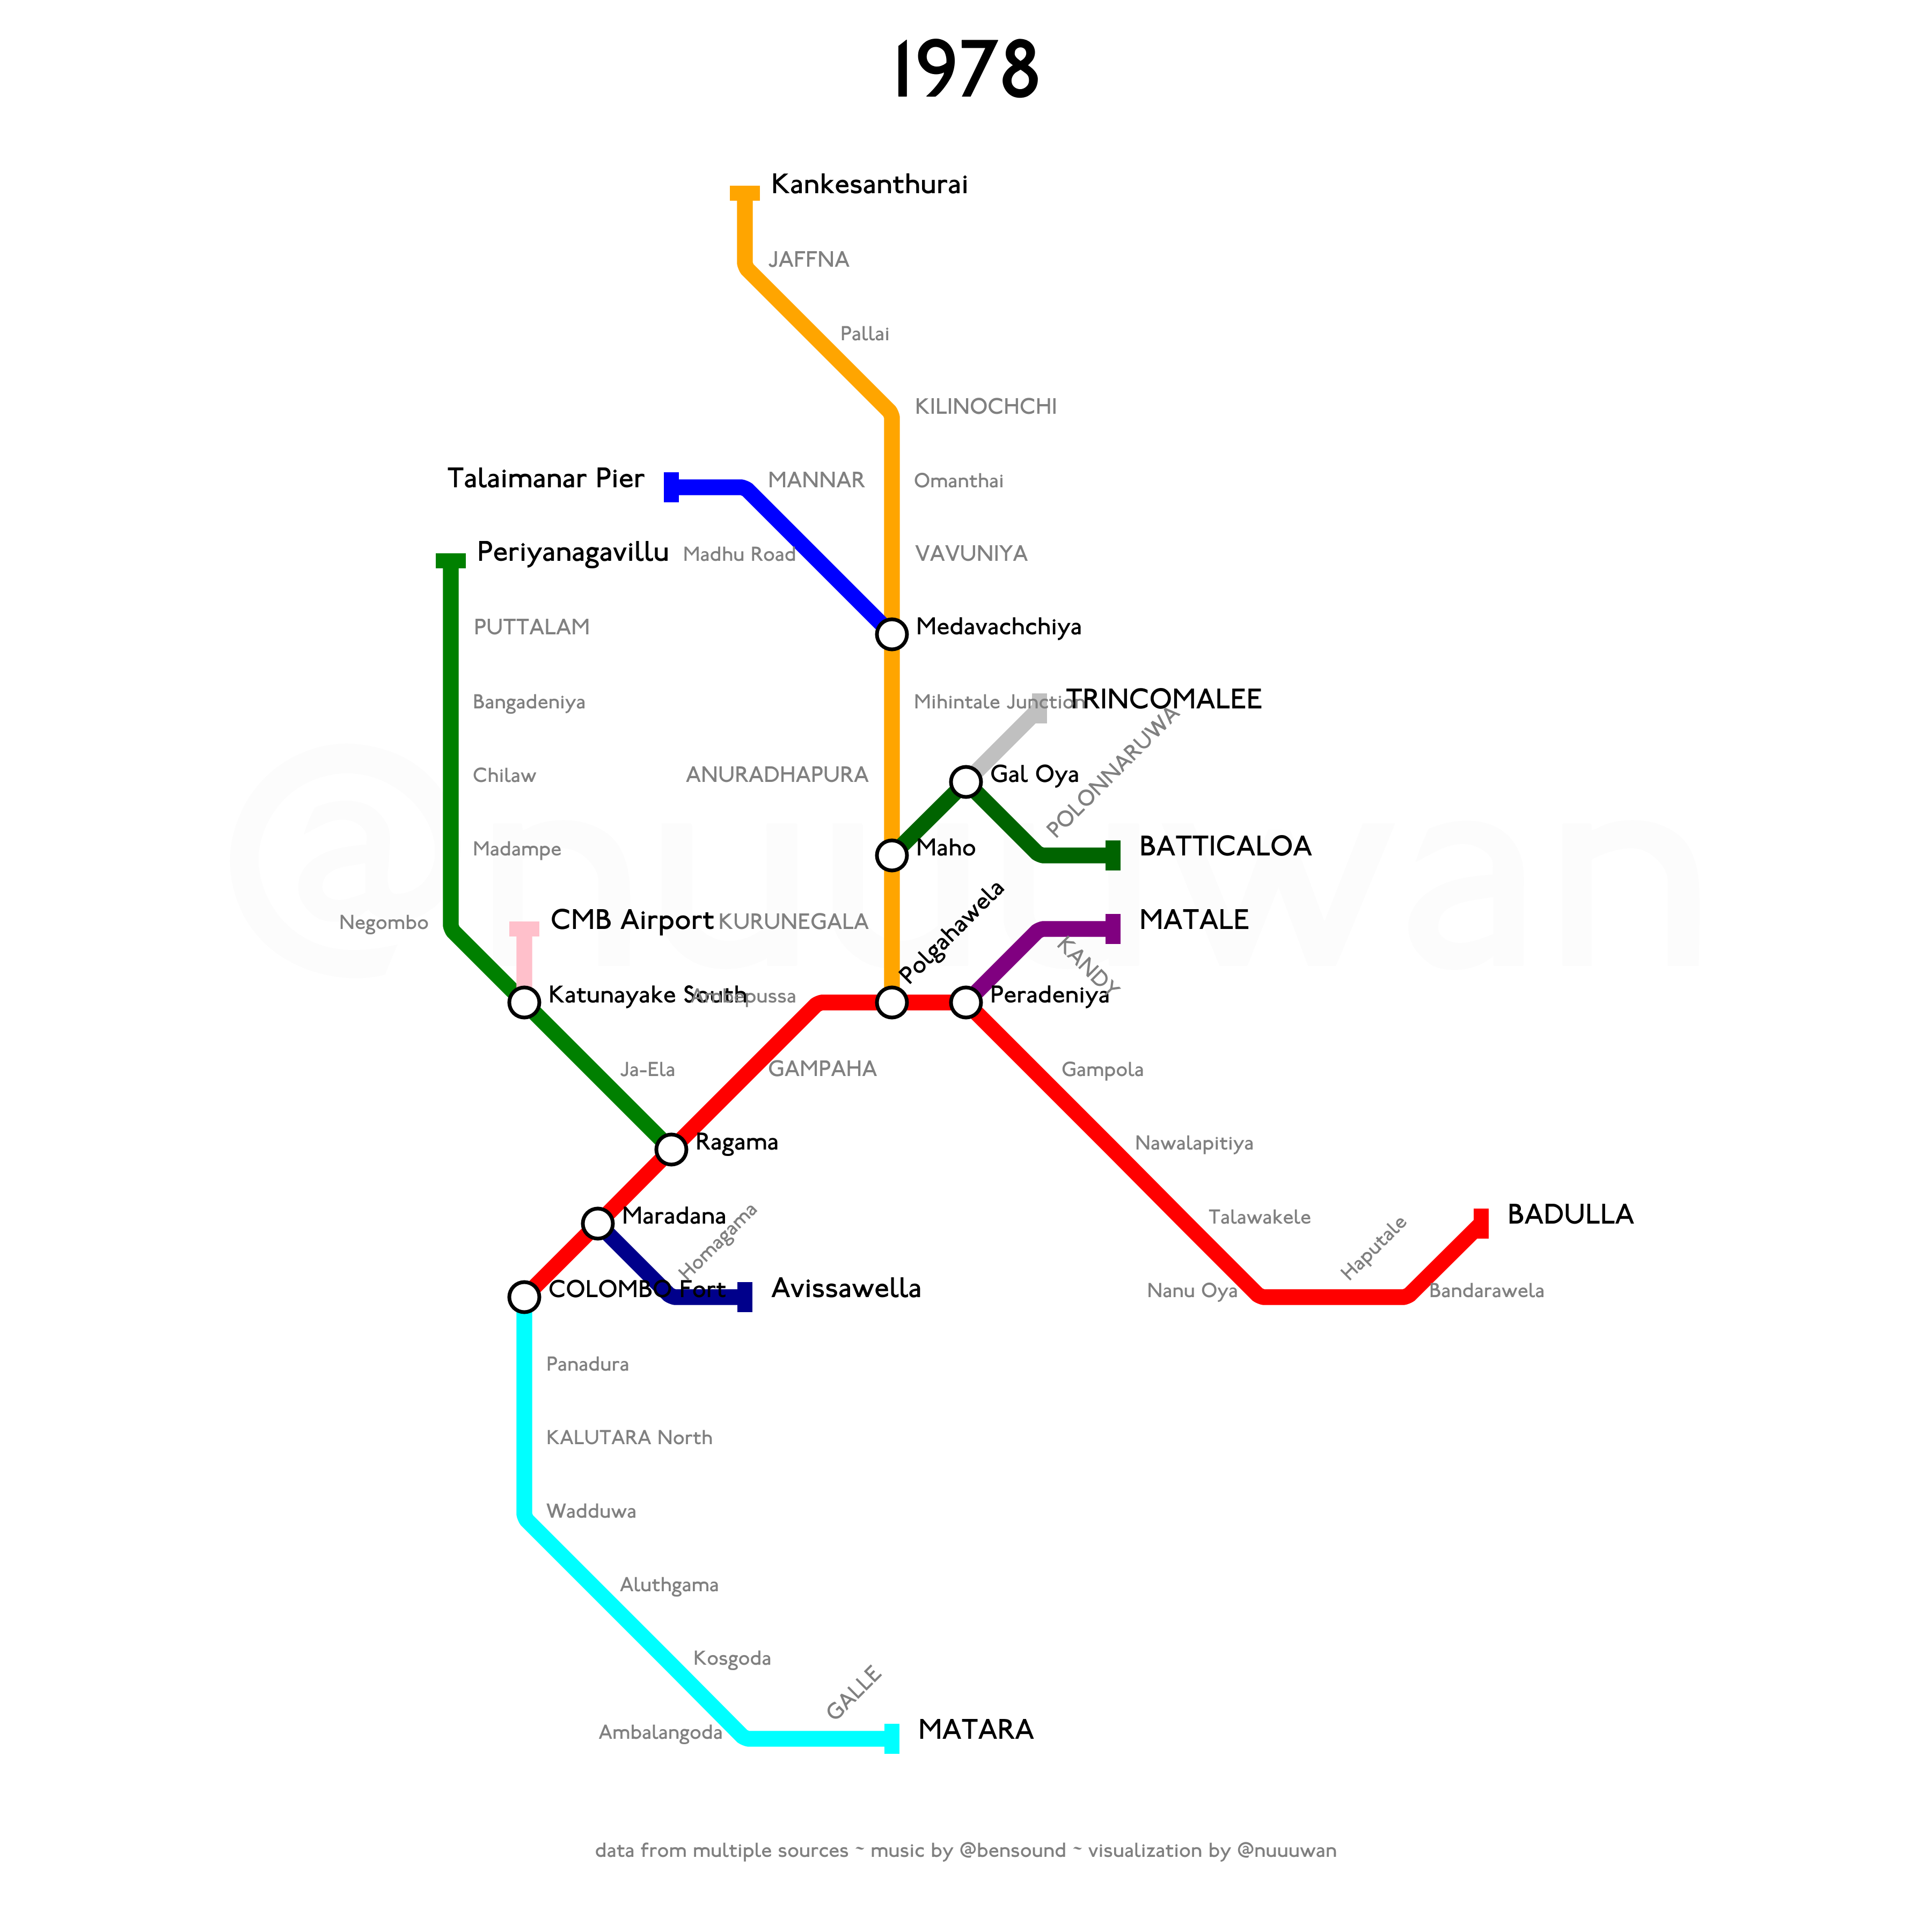 1978
Kankesanthurai
JAFFNA
Pallai
KILINOCHCHI
Talaimanar Pier
MANNAR
Omanthai
Periyanagavillu
Madhu Road
VAVUNIYA
PUTTALAM
Medavachchiya
Bangadeniya
Mihintale Junction
TRINCOMALEE
Chilaw
ANURADHAPURA
Gal Oya
POLONNARUWA
Madampe
Maho
BATTICALOA
@nuuuwan
Negombo
CMB Airport
KURUNEGALA
Polgahawela
MATALE
KANDY
Katunayake South
Ambepussa
Peradeniya
Ja-Ela
GAMPAHA
Gampola
Ragama
Nawalapitiya
Maradana
Homagama
Talawakele
Haputale
BADULLA
COLOMBO Fort
Avissawella
Nanu Oya
Bandarawela
Panadura
KALUTARA North
Wadduwa
Aluthgama
Kosgoda
GALLE
Ambalangoda
MATARA
data from multiple sources ~ music by @bensound ~ visualization by @nuuuwan